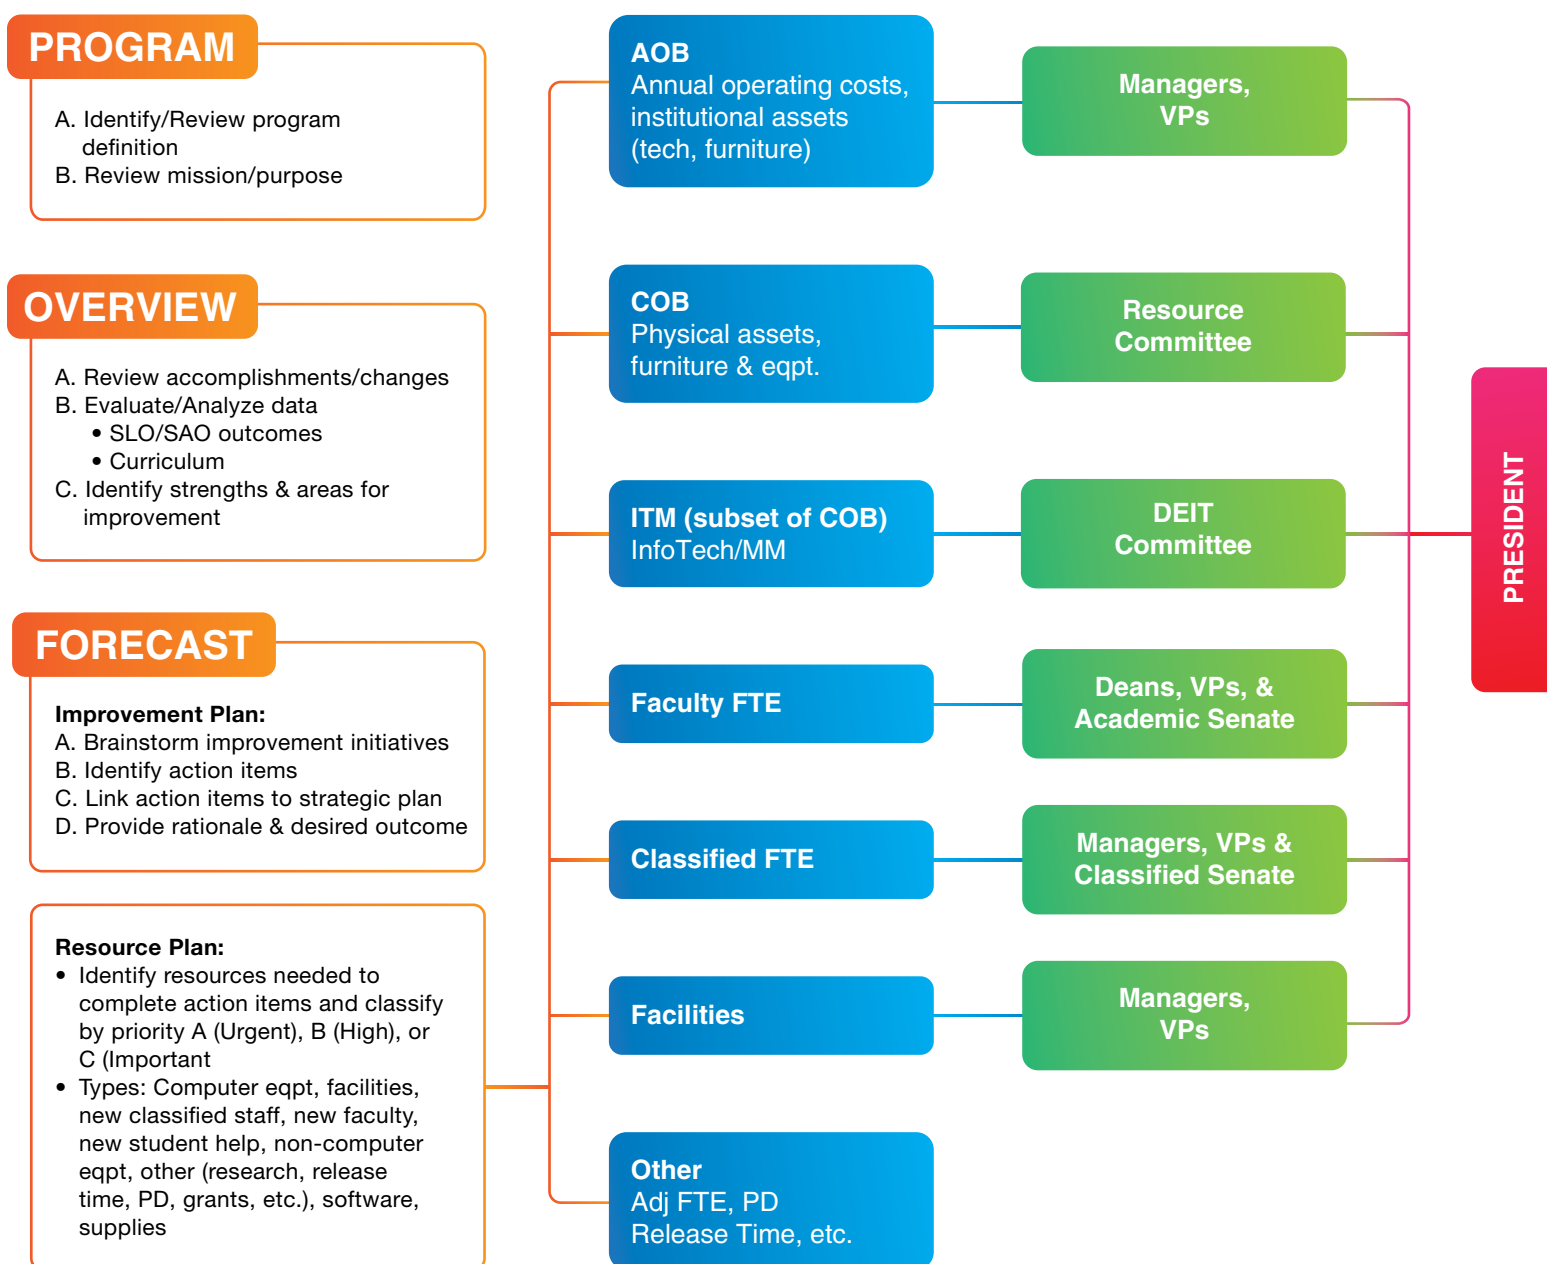 PROGRAM
A. Identify/Review program
definition
B. Review mission/purpose
OVERVIEW
A. Review accomplishments/changes
B. Evaluate/Analyze data
• SLO/SAO outcomes
• Curriculum
C. Identify strengths & areas for
improvement
FORECAST
Improvement Plan:
A. Brainstorm improvement initiatives
B. Identify action items
C. Link action items to strategic plan
D. Provide rationale & desired outcome
Resource Plan:
• Identify resources needed to
complete action items and classify
by priority A (Urgent), B (High), or
C (Important
• Types: Computer eqpt, facilities,
new classified staff, new faculty,
new student help, non-computer
eqpt, other (research, release
time, PD, grants, etc.), software,
supplies
AOB
Annual operating costs,
institutional assets
(tech, furniture)
COB
Physical assets,
furniture & eqpt.
ITM (subset of COB)
InfoTech/MM
Faculty FTE
Classified FTE
Facilities
Other
Adj FTE, PD
Release Time, etc.
Managers,
VPs
Resource
Committee
DEIT
Committee
Deans, VPs, &
Academic Senate
Managers, VPs &
Classified Senate
Managers,
VPs
PRESIDENT